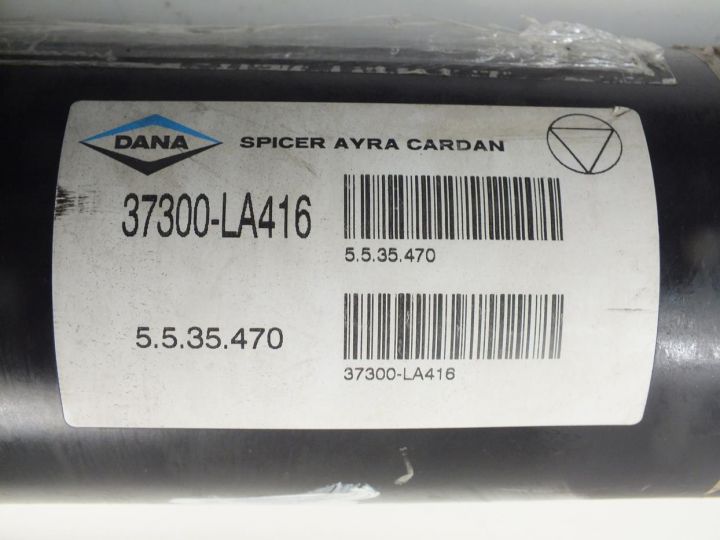 DANA
SPICER AYRA CARDAN
37300-LA416
5.5.35.470
5.5.35.470
37300-LA416